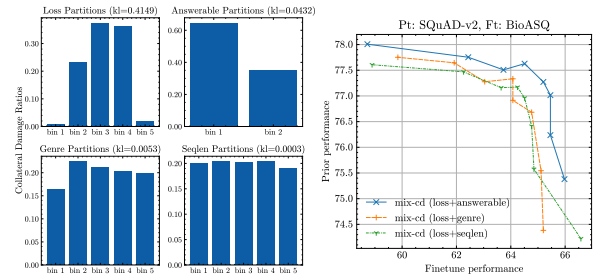 Loss Partitions (kl=0.4149)
0.30
0.20
0.10
0.00
bin 1 bin 2 bin 3 bin 4 bin 5
Answerable Partitions (kl=0.0432)
0.60
0.40
0.20
0.00
bin 1 bin 2
Collateral Damage Ratios
Genre Partitions (kl=0.0053)
0.20
0.15
0.10
0.05
0.00
bin 1 bin 2 bin 3 bin 4 bin 5
Seqlen Partitions (kl=0.0003)
0.20
0.15
0.10
0.05
0.00
bin 1 bin 2 bin 3 bin 4 bin 5
Pt: SQuAD-v2, Ft: BioASQ
Prior performance
78.0
77.5
77.0
76.5
76.0
75.5
75.0
74.5
mix-cd (loss+answerable)
mix-cd (loss+genre)
mix-cd (loss+seqlen)
60 62 64 66
Finetune performance